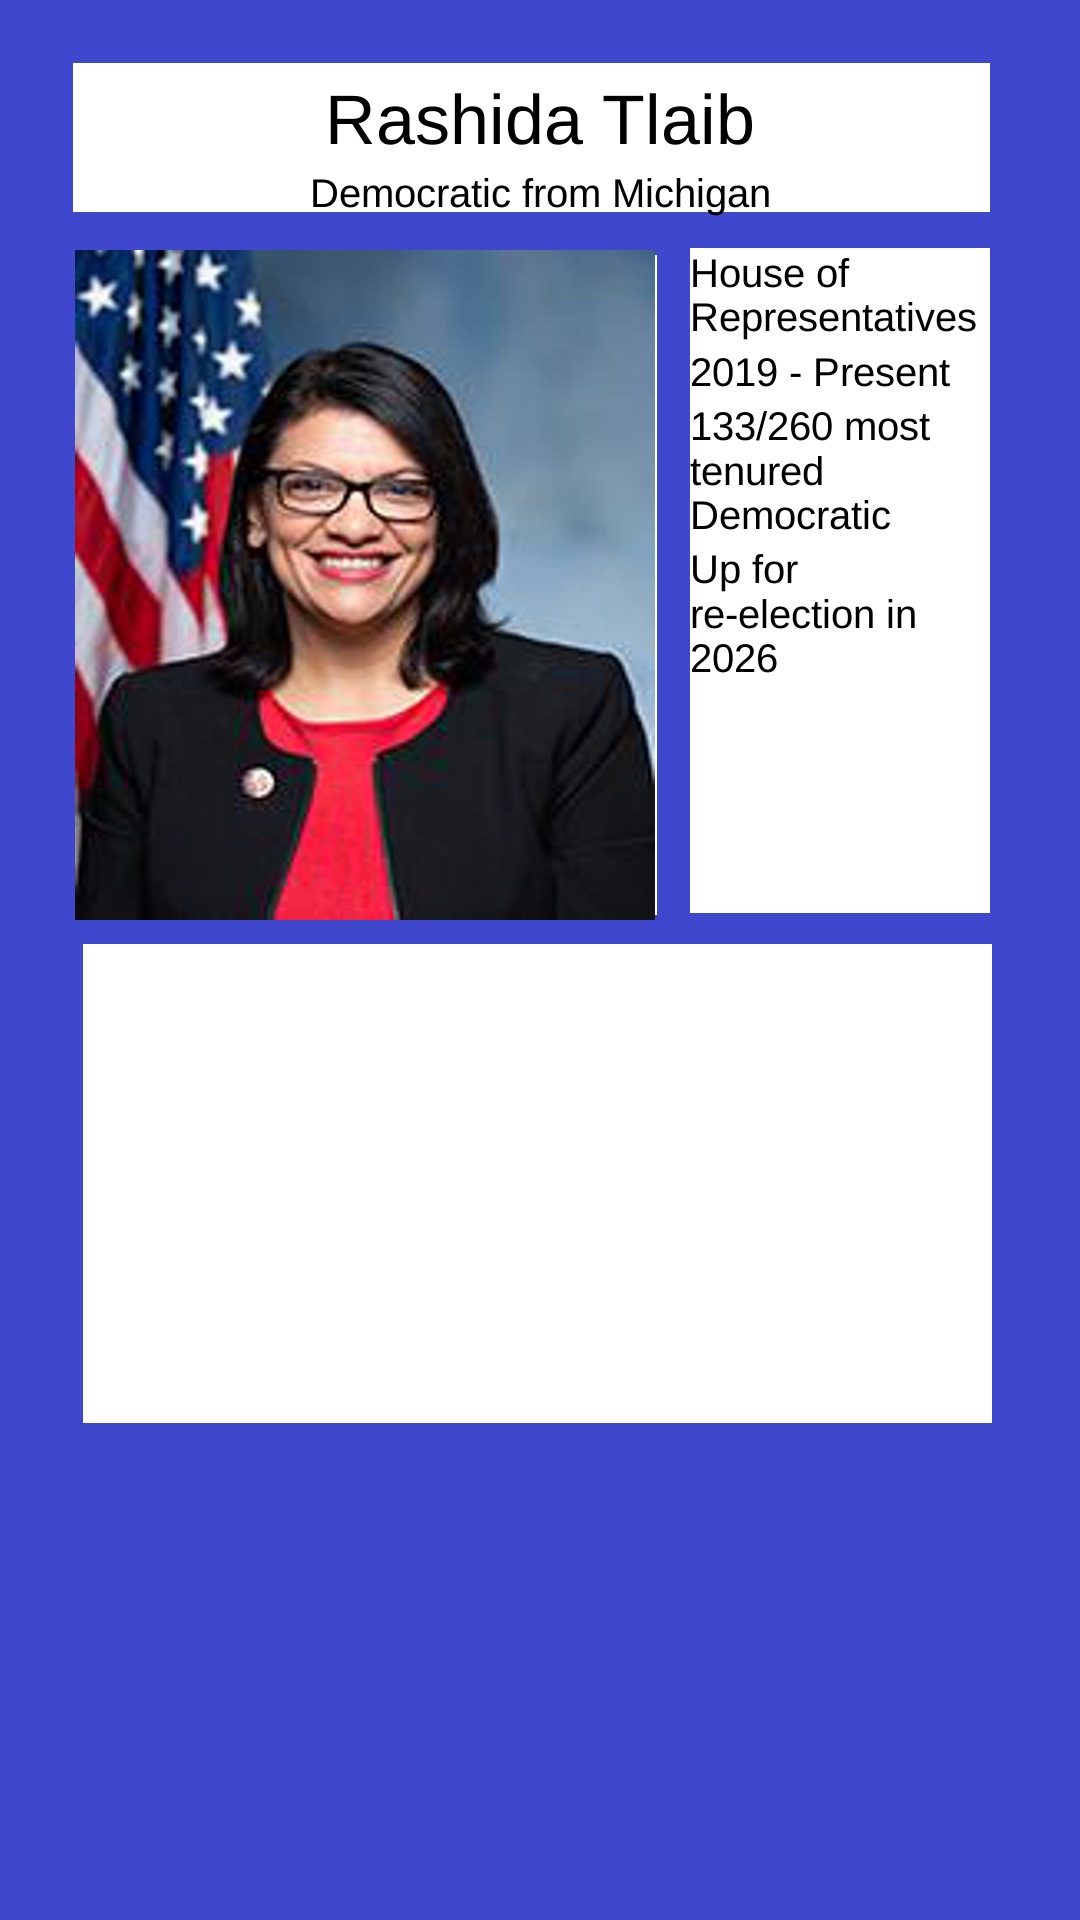 Rashida Tlaib
Democratic from Michigan
House of
Representatives
2019 - Present
133/260 most
tenured
Democratic
Up for
re-election in
2026